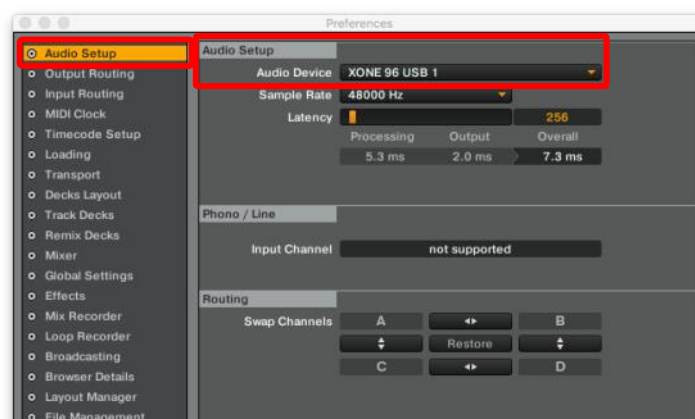 Preferences
Audio Setup
Output Routing
Input Routing
MIDI Clock
Timecode Setup
Loading
Transport
Decks Layout
Track Decks
Remix Decks
Mixer
Global Settings
Effects
Mix Recorder
Loop Recorder
Broadcasting
Browser Details
Layout Manager
File Management
Audio Setup
Audio Device XONE 96 USB 1
Sample Rate 48000 Hz
Latency 256
Processing Output Overall
5.3 ms 2.0 ms 7.3 ms
Phono / Line
Input Channel not supported
Routing
Swap Channels A B
Restore
C D